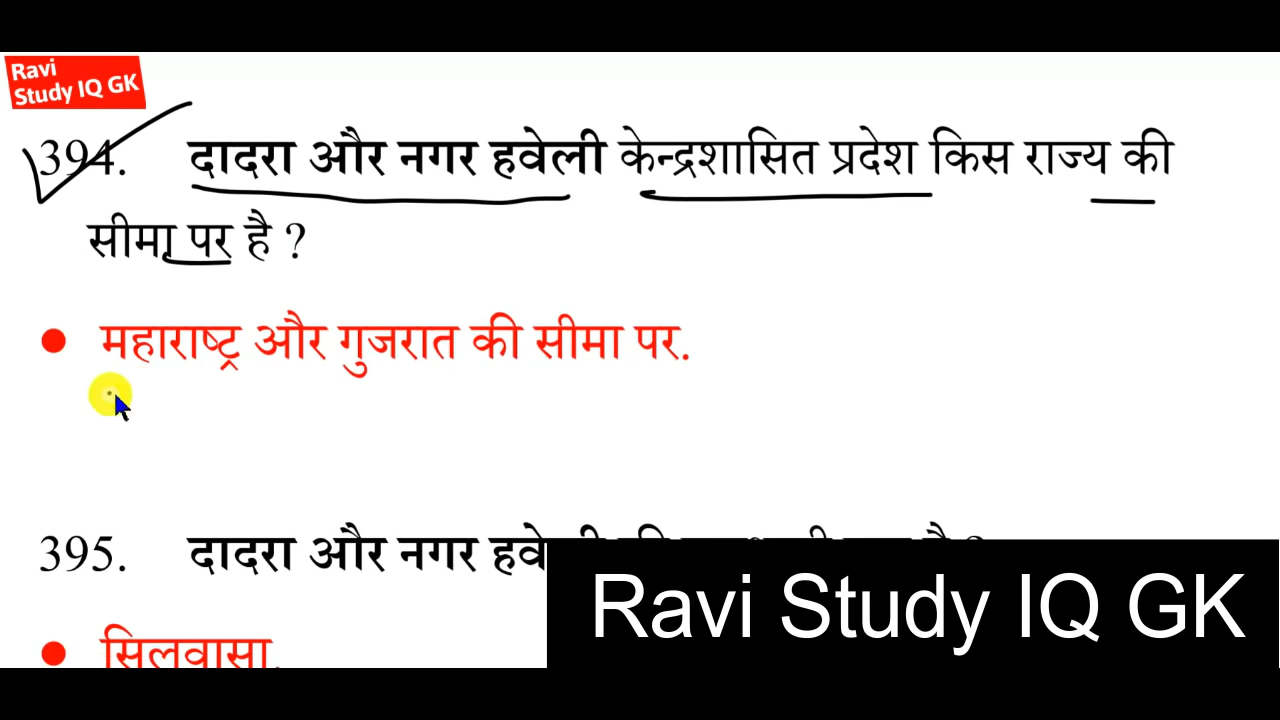 Ravi
Study IQ GK
394. दादरा और नगर हवेली केन्द्रशासित प्रदेश किस राज्य की
सीमा पर है ?
महाराष्ट्र और गुजरात की सीमा पर.
395. दादरा और नगर
सिलवासा.
Ravi Study IQ GK